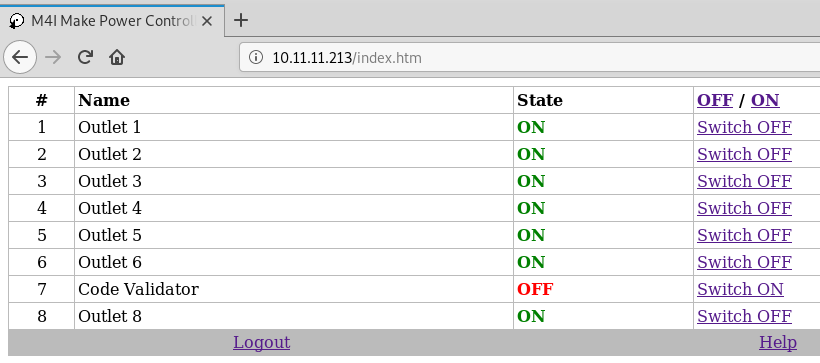 M4I Make Power Control
10.11.11.213/index.htm
# Name State OFF / ON
1 Outlet 1 ON Switch OFF
2 Outlet 2 ON Switch OFF
3 Outlet 3 ON Switch OFF
4 Outlet 4 ON Switch OFF
5 Outlet 5 ON Switch OFF
6 Outlet 6 ON Switch OFF
7 Code Validator OFF Switch ON
8 Outlet 8 ON Switch OFF
Logout Help